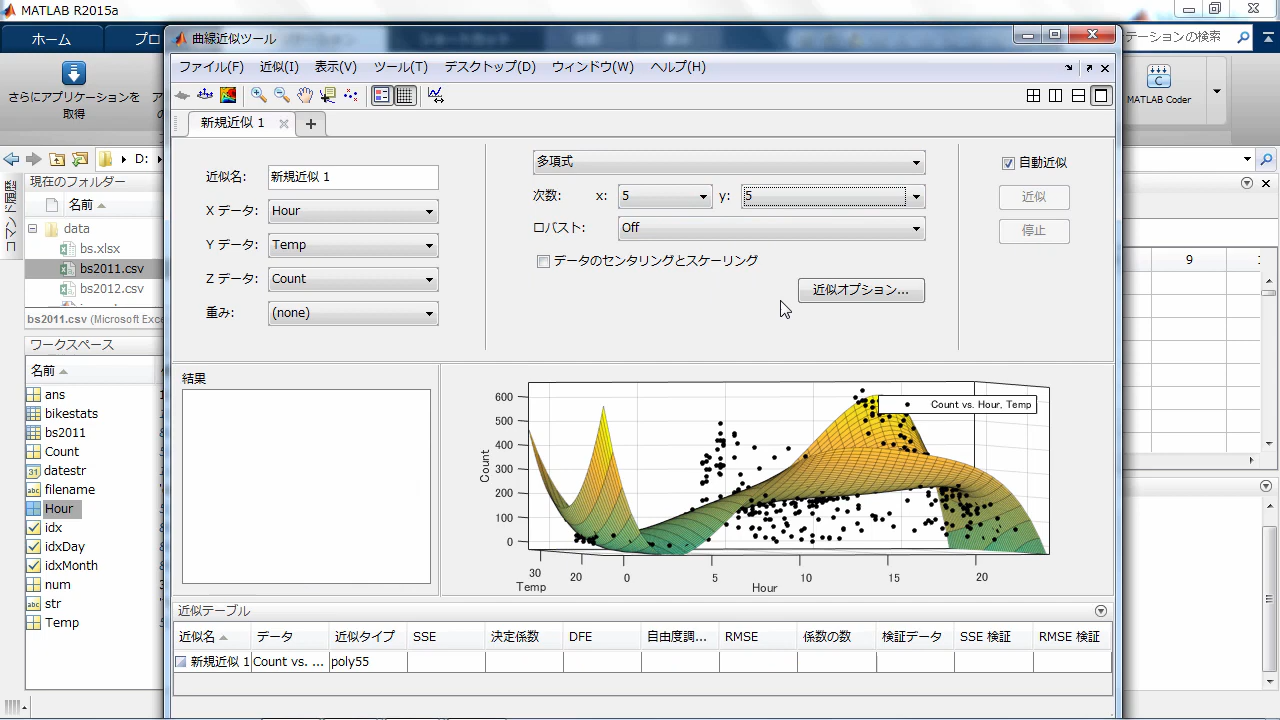 MATLAB R2015a
ホーム
プロ
テーションの検索
曲線近似ツール
ファイル(F) 近似(I) 表示(V) ツール(T) デスクトップ(D) ウィンドウ(W) ヘルプ(H)
さらにアプリケーションを
取得
MATLAB Coder
新規近似 1
D:
現在のフォルダー
名前
data
bs.xlsx
bs2011.csv
bs2012.csv
bs2011.csv (Microsoft Exce
ワークスペース
名前
ans
bikestats
bs2011
Count
datestr
filename
Hour
idx
idxDay
idxMonth
num
str
Temp
近似名: 新規近似 1
X データ: Hour
Y データ: Temp
Z データ: Count
重み: (none)
多項式
次数: x: 5 y: 5
ロバスト: Off
データのセンタリングとスケーリング
近似オプション...
自動近似
近似
停止
9
結果
Count vs. Hour, Temp
600
500
400
300
200
100
0
Count
30
20
Temp
0
5
10
15
20
Hour
近似テーブル
近似名 データ 近似タイプ SSE 決定係数 DFE 自由度調... RMSE 係数の数 検証データ SSE 検証 RMSE 検証
新規近似 1 Count vs. ... poly55